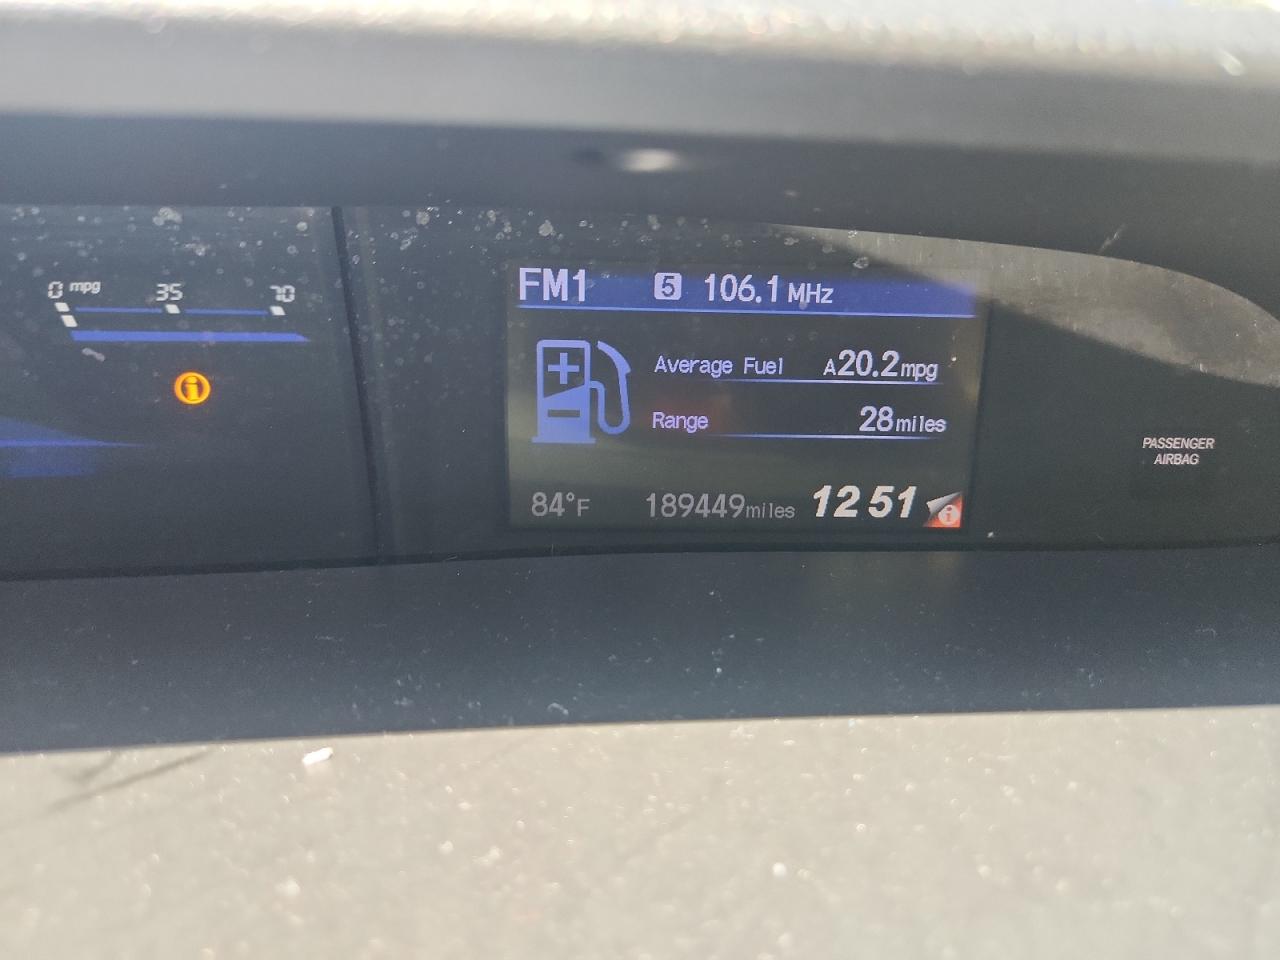 0 mpg 35 70
FM1 5 106.1 MHz
Average Fuel A20.2mpg
Range 28miles
84°F 189449miles 12 51
PASSENGER
AIRBAG